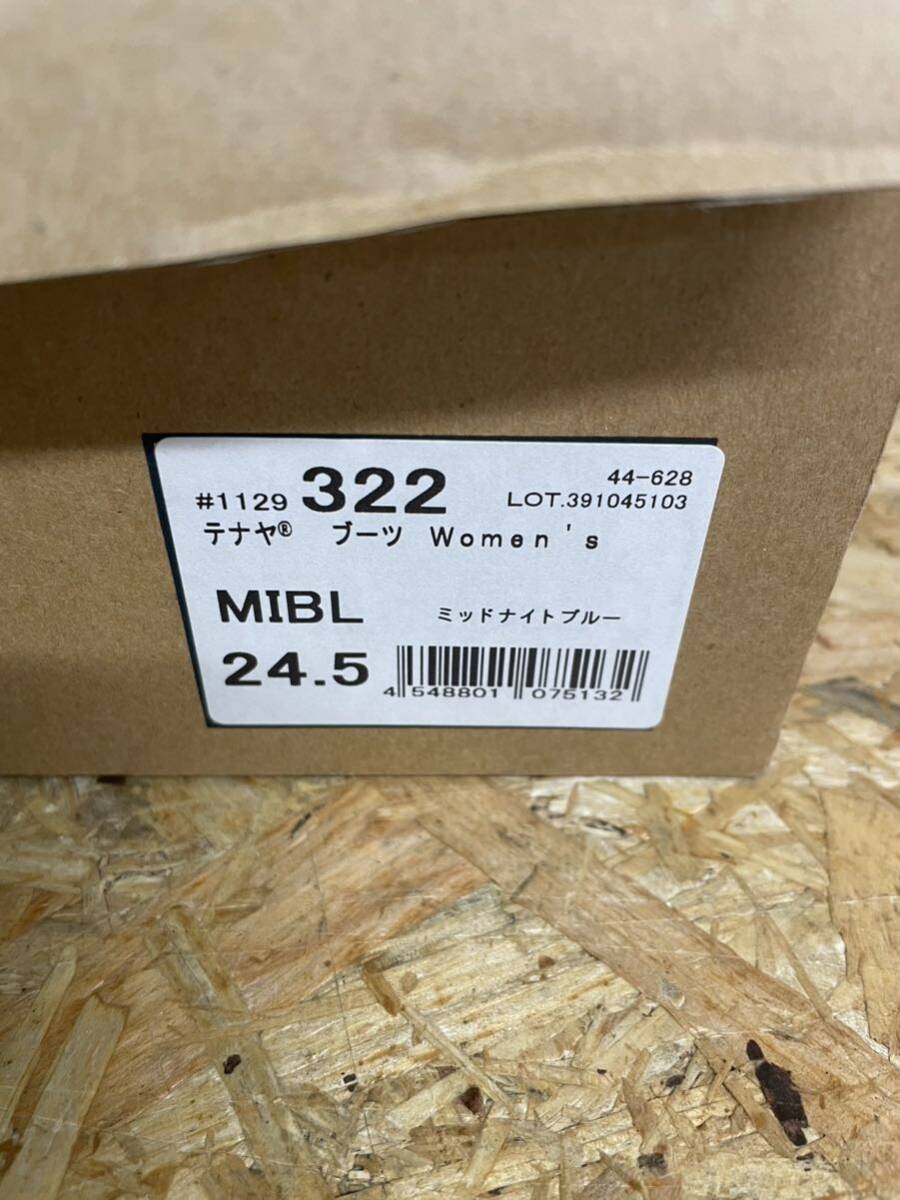 44-628
#1129 322 LOT.391045103
テナヤ® ブーツ Women's
MIBL ミッドナイトブルー
24.5
4 548801 075132